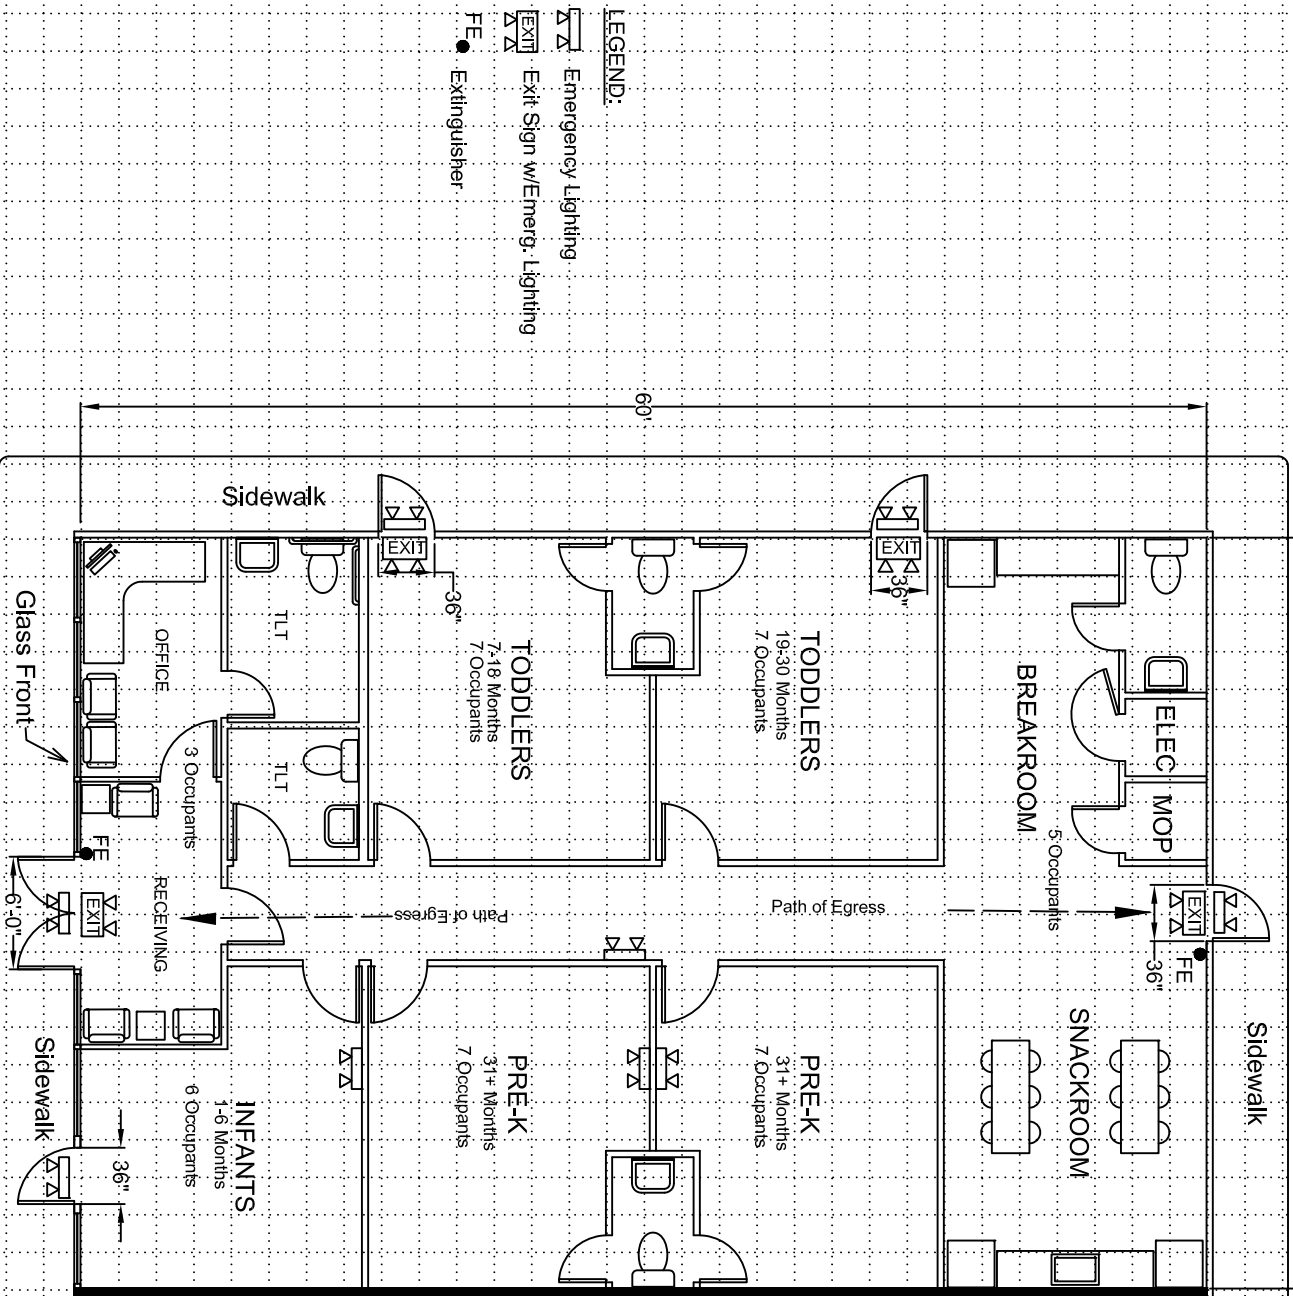 LEGEND:
Emergency Lighting
EXIT
Exit Sign w/Emerg. Lighting
FE
Extinguisher
60'
Sidewalk
EXIT
36"
EXIT
36"
Glass Front
OFFICE
TLT
TLT
3 Occupants
TODDLERS
7-18 Months
7 Occupants
TODDLERS
19-30 Months
7 Occupants
BREAKROOM
5 Occupants
ELEC
MOP
FE
6'-0"
EXIT
RECEIVING
Path of Egress
Path of Egress
EXIT
36"
FE
Sidewalk
Sidewalk
36"
INFANTS
1-6 Months
6 Occupants
PRE-K
31+ Months
7 Occupants
PRE-K
31+ Months
7 Occupants
SNACKROOM